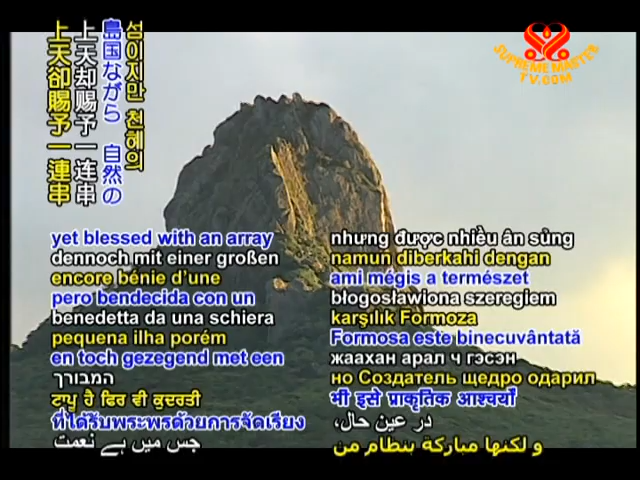 섬이지만 천혜의
島国ながら 自然の
上天却赐予一连串
上天卻賜予一連串
SUPREME MASTER
TV.COM
yet blessed with an array
dennoch mit einer großen
encore bénie d’une
pero bendecida con un
benedetta da una schiera
pequena ilha porém
en toch gezegend met een
המבורך
ਟਾਪੂ ਹੈ ਫਿਰ ਵੀ ਕੁਦਰਤੀ
ที่ได้รับพระพรด้วยการจัดเรียง
جس میں ہے نعمت
nhưng được nhiều ân sủng
namun diberkahi dengan
ami mégis a természet
błogosławiona szeregiem
karşılık Formoza
Formosa este binecuvântată
жаахан арал ч гэсэн
но Создатель щедро одарил
भी इसे प्राकृतिक आश्चर्यों
در عین حال،
و لكنها مباركة بنظام من